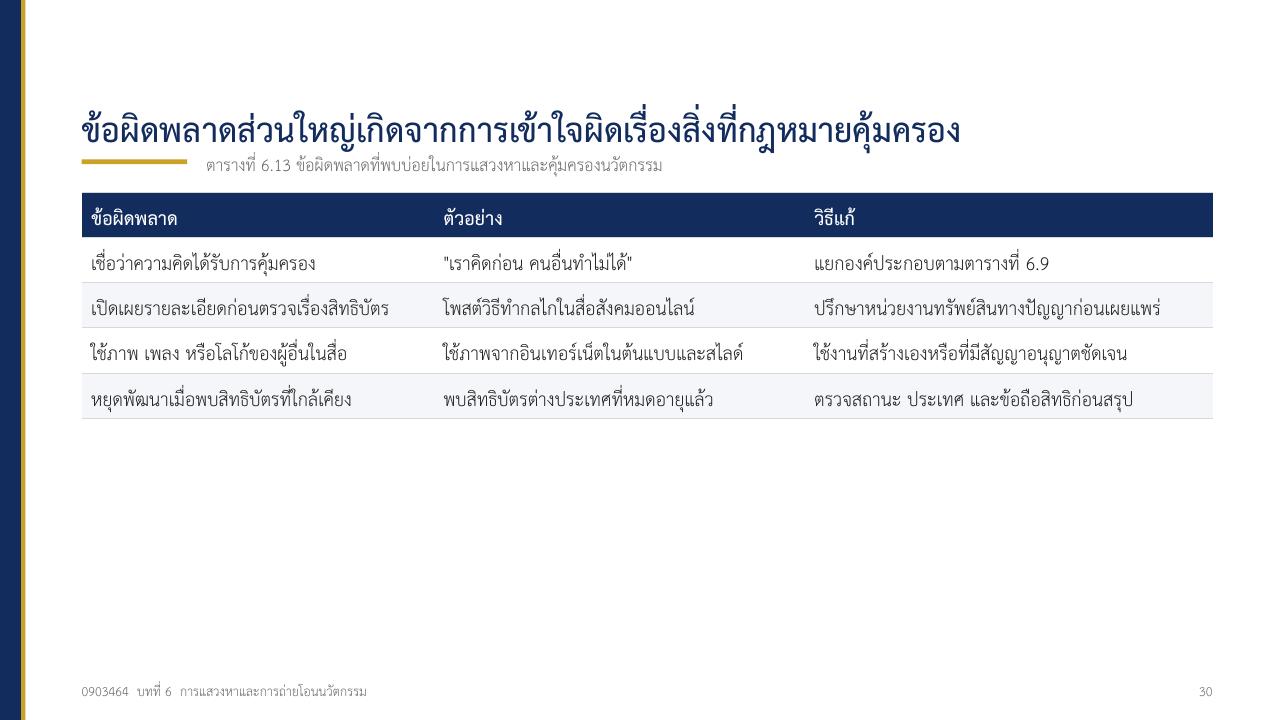 ข้อผิดพลาดส่วนใหญ่เกิดจากการเข้าใจผิดเรื่องสิ่งที่กฎหมายคุ้มครอง
ตารางที่ 6.13 ข้อผิดพลาดที่พบบ่อยในการแสวงหาและคุ้มครองนวัตกรรม
ข้อผิดพลาด ตัวอย่าง วิธีแก้
เชื่อว่าความคิดได้รับการคุ้มครอง "เราคิดก่อน คนอื่นทำไม่ได้" แยกองค์ประกอบตามตารางที่ 6.9
เปิดเผยรายละเอียดก่อนตรวจเรื่องสิทธิบัตร โพสต์วิธีทำกลไกในสื่อสังคมออนไลน์ ปรึกษาหน่วยงานทรัพย์สินทางปัญญาก่อนเผยแพร่
ใช้ภาพ เพลง หรือโลโก้ของผู้อื่นในสื่อ ใช้ภาพจากอินเทอร์เน็ตในต้นแบบและสไลด์ ใช้งานที่สร้างเองหรือที่มีสัญญาอนุญาตชัดเจน
หยุดพัฒนาเมื่อพบสิทธิบัตรที่ใกล้เคียง พบสิทธิบัตรต่างประเทศที่หมดอายุแล้ว ตรวจสถานะ ประเทศ และข้อถือสิทธิก่อนสรุป
0903464 บทที่ 6 การแสวงหาและการถ่ายโอนนวัตกรรม 30